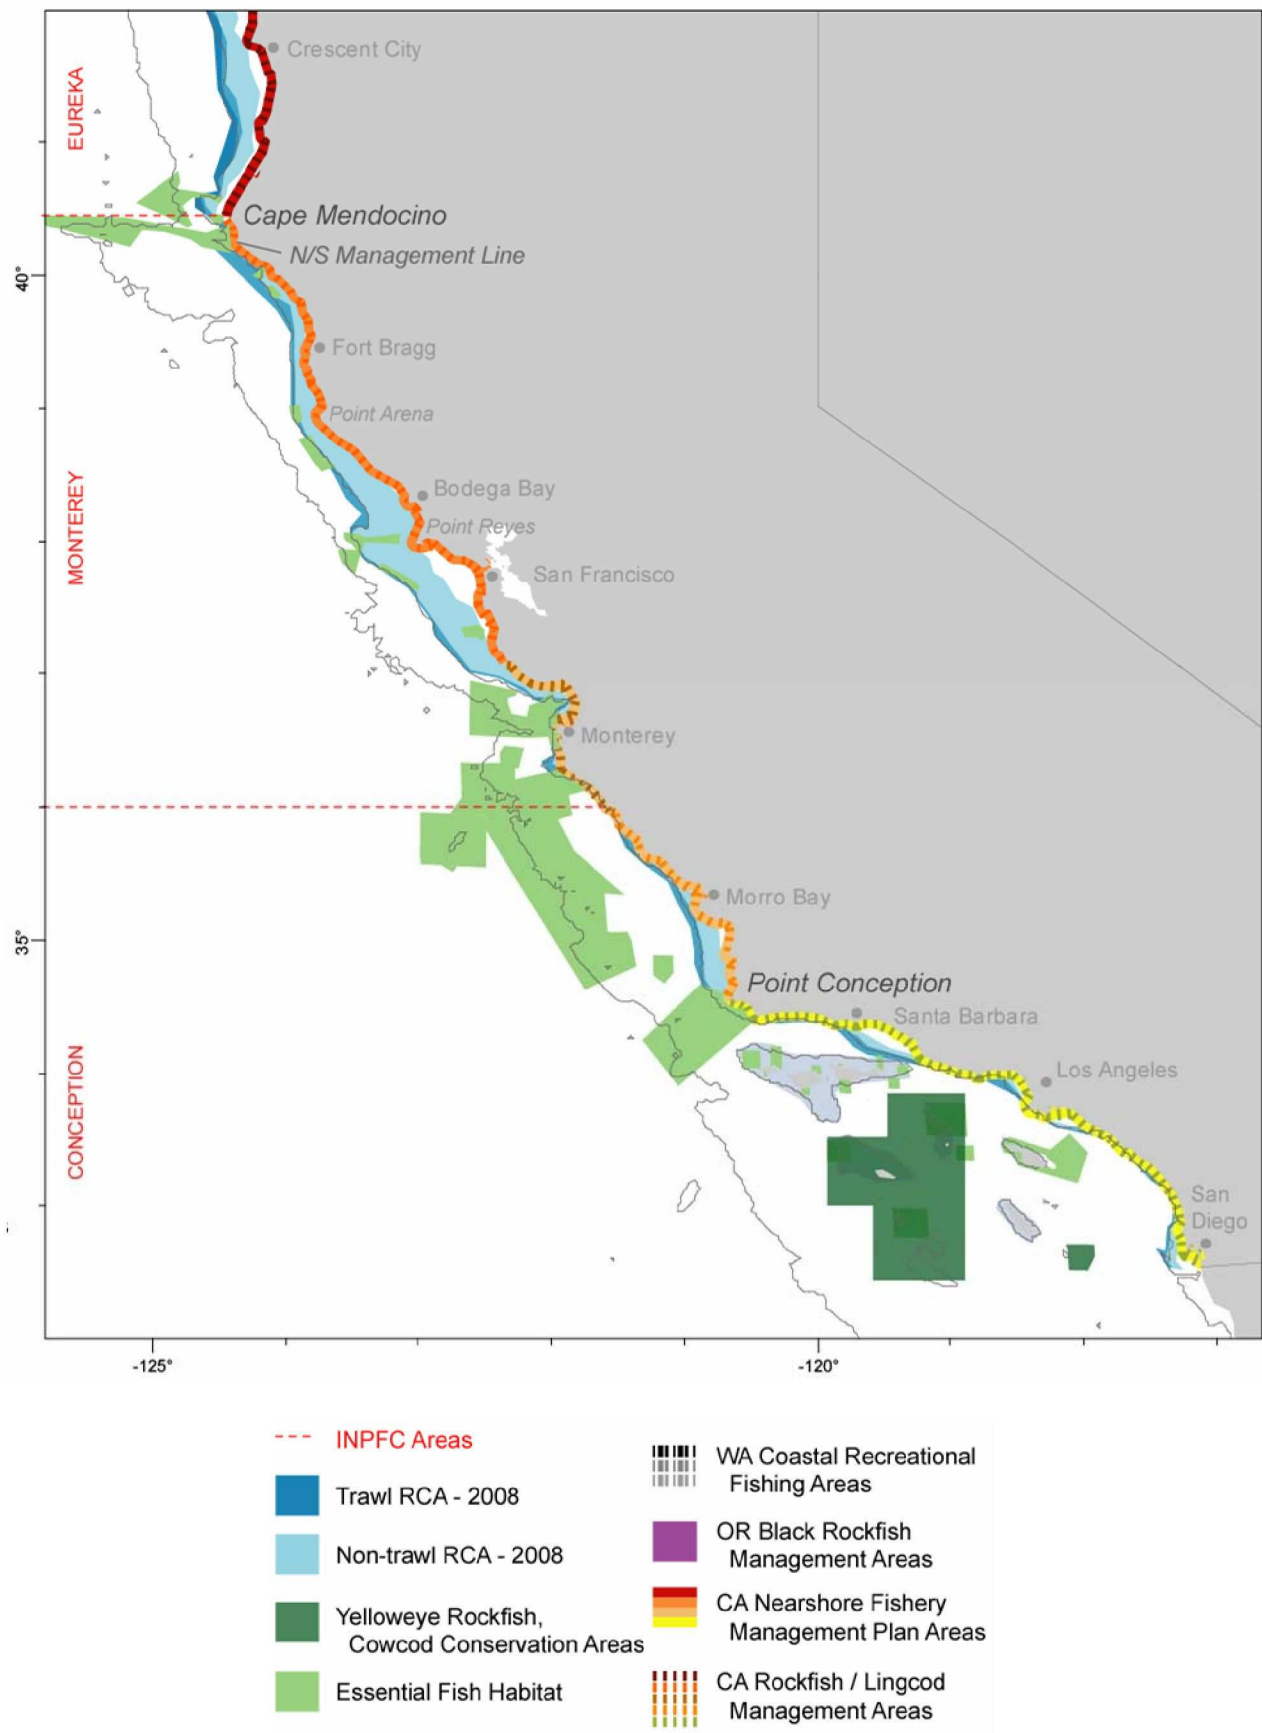 Crescent City
EUREKA
Cape Mendocino
N/S Management Line
40°
Fort Bragg
Point Arena
MONTEREY
Bodega Bay
Point Reyes
San Francisco
Monterey
Morro Bay
35°
Point Conception
Santa Barbara
CONCEPTION
Los Angeles
San
Diego
-125°
-120°
INPFC Areas
Trawl RCA - 2008
Non-trawl RCA - 2008
Yelloweye Rockfish,
Cowcod Conservation Areas
Essential Fish Habitat
WA Coastal Recreational
Fishing Areas
OR Black Rockfish
Management Areas
CA Nearshore Fishery
Management Plan Areas
CA Rockfish / Lingcod
Management Areas